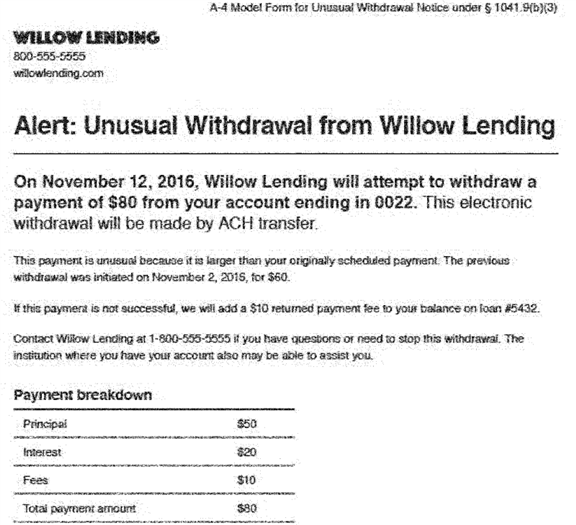 A-4 Model Form for Unusual Withdrawal Notice under § 1041.9(b)(3)
WILLOW LENDING
800-555-5555
willowlending.com
Alert: Unusual Withdrawal from Willow Lending
On November 12, 2016, Willow Lending will attempt to withdraw a
payment of $80 from your account ending in 0022. This electronic
withdrawal will be made by ACH transfer.
This payment is unusual because it is larger than your originally scheduled payment. The previous
withdrawal was initiated on November 2, 2016, for $60.
If this payment is not successful, we will add a $10 returned payment fee to your balance on loan #5432.
Contact Willow Lending at 1-800-555-5555 if you have questions or need to stop this withdrawal. The
institution where you have your account also may be able to assist you.
Payment breakdown
Principal $50
Interest $20
Fees $10
Total payment amount $80